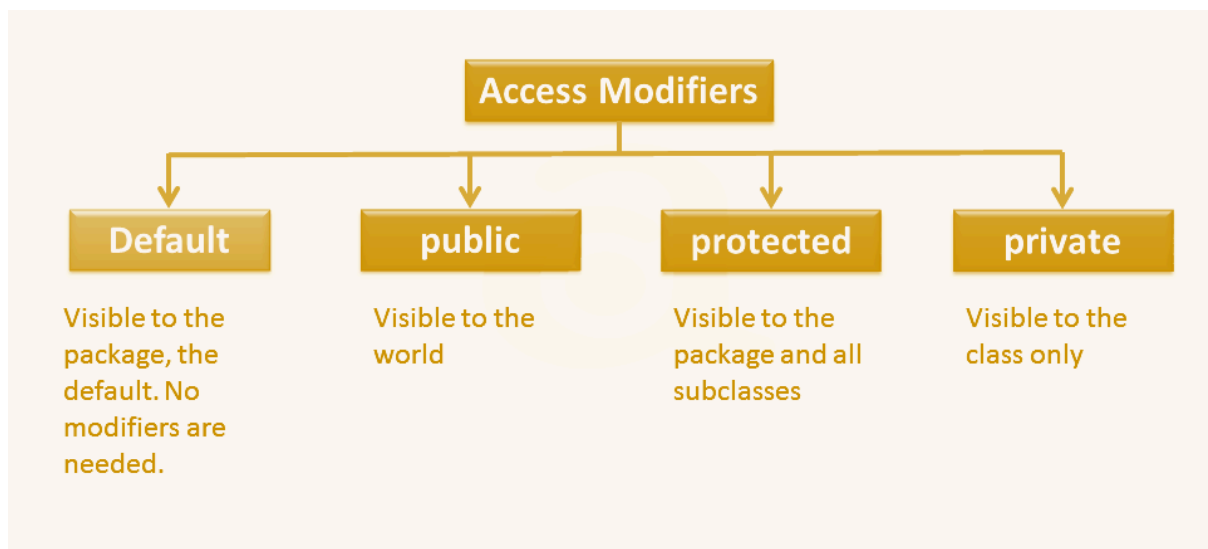 Access Modifiers
Default
Visible to the
package, the
default. No
modifiers are
needed.
public
Visible to the
world
protected
Visible to the
package and all
subclasses
private
Visible to the
class only